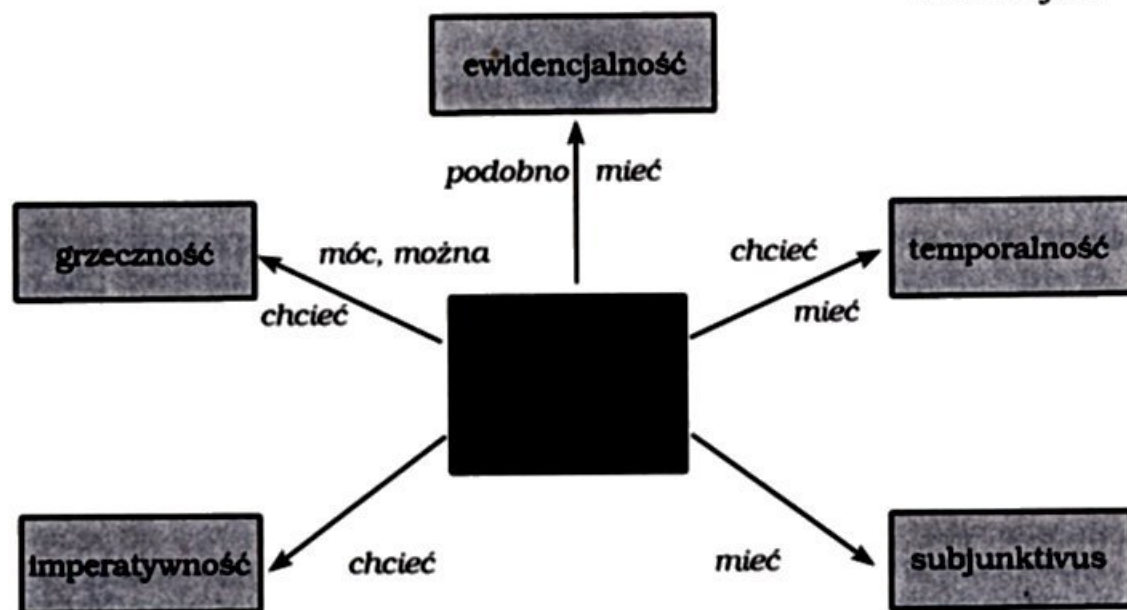 ewidencjalność
podobno mieć
grzeczność
móc, można
chcieć
chcieć
mieć
temporalność
imperatywność
chcieć
mieć
subjunktivus